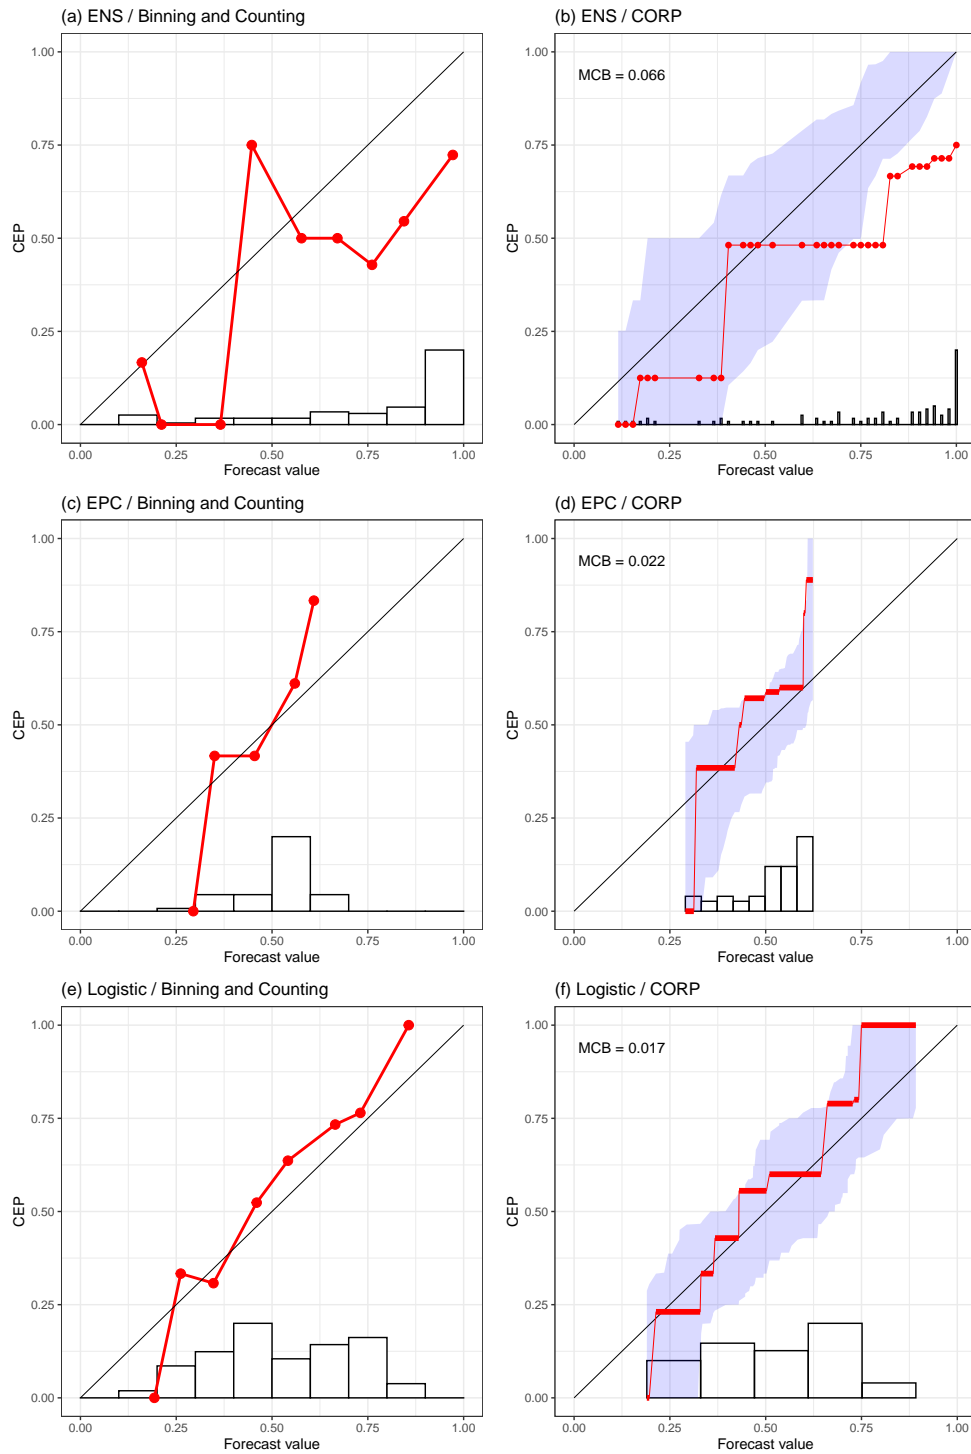 (a) ENS / Binning and Counting
1.00
0.75
0.50
0.25
0.00
CEP
0.00 0.25 0.50 0.75 1.00
Forecast value
(b) ENS / CORP
MCB = 0.066
1.00
0.75
0.50
0.25
0.00
CEP
0.00 0.25 0.50 0.75 1.00
Forecast value
(c) EPC / Binning and Counting
1.00
0.75
0.50
0.25
0.00
CEP
0.00 0.25 0.50 0.75 1.00
Forecast value
(d) EPC / CORP
MCB = 0.022
1.00
0.75
0.50
0.25
0.00
CEP
0.00 0.25 0.50 0.75 1.00
Forecast value
(e) Logistic / Binning and Counting
1.00
0.75
0.50
0.25
0.00
CEP
0.00 0.25 0.50 0.75 1.00
Forecast value
(f) Logistic / CORP
MCB = 0.017
1.00
0.75
0.50
0.25
0.00
CEP
0.00 0.25 0.50 0.75 1.00
Forecast value